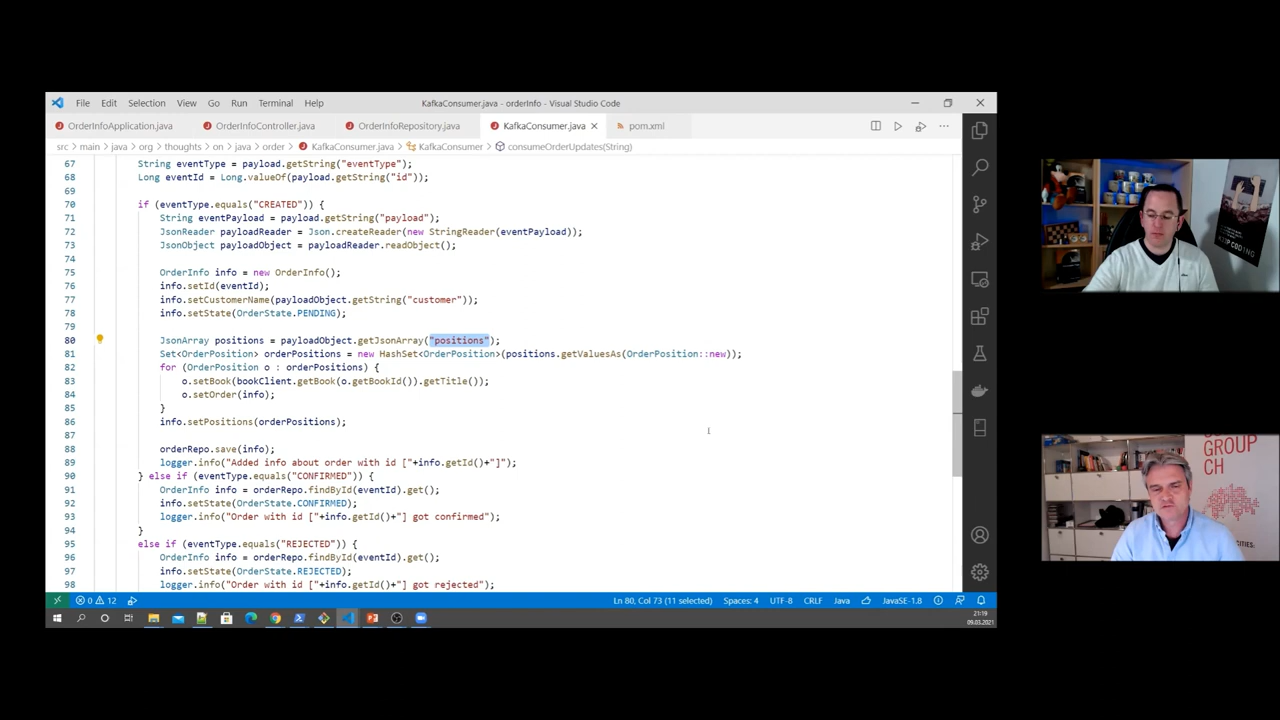 File Edit Selection View Go Run Terminal Help KafkaConsumer.java - orderInfo - Visual Studio Code
OrderInfoApplication.java OrderInfoController.java OrderInfoRepository.java KafkaConsumer.java pom.xml
src > main > java > org > thoughts > on > java > order > KafkaConsumer.java > KafkaConsumer > consumeOrderUpdates(String)
67 String eventType = payload.getString("eventType");
68 Long eventId = Long.valueOf(payload.getString("id"));
69
70 if (eventType.equals("CREATED")) {
71 String eventPayload = payload.getString("payload");
72 JsonReader payloadReader = Json.createReader(new StringReader(eventPayload));
73 JsonObject payloadObject = payloadReader.readObject();
74
75 OrderInfo info = new OrderInfo();
76 info.setId(eventId);
77 info.setCustomerName(payloadObject.getString("customer"));
78 info.setState(OrderState.PENDING);
79
80 JsonArray positions = payloadObject.getJsonArray("positions");
81 Set<OrderPosition> orderPositions = new HashSet<OrderPosition>(positions.getValuesAs(OrderPosition::new));
82 for (OrderPosition o : orderPositions) {
83 o.setBook(bookClient.getBook(o.getBookId()).getTitle());
84 o.setOrder(info);
85 }
86 info.setPositions(orderPositions);
87
88 orderRepo.save(info);
89 logger.info("Added info about order with id ["+info.getId()+"]");
90 } else if (eventType.equals("CONFIRMED")) {
91 OrderInfo info = orderRepo.findById(eventId).get();
92 info.setState(OrderState.CONFIRMED);
93 logger.info("Order with id ["+info.getId()+"] got confirmed");
94 }
95 else if (eventType.equals("REJECTED")) {
96 OrderInfo info = orderRepo.findById(eventId).get();
97 info.setState(OrderState.REJECTED);
98 logger.info("Order with id ["+info.getId()+"] got rejected");
0 12 Ln 80, Col 73 (11 selected) Spaces: 4 UTF-8 CRLF Java JavaSE-1.8
21:19
09.03.2021
KEEP CODING
GROUP
CH